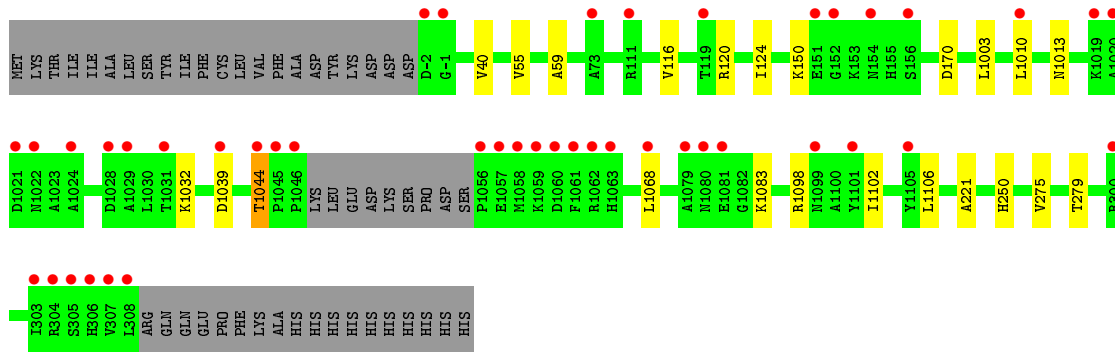 MET LYS THR ILE ILE ALA LEU SER TYR ILE PHE CYS LEU VAL PHE ALA ASP TYR LYS ASP ASP ASP D-2 G-1 V40 V55 A59 A73 R111 V116 T119 R120 I124 K150 E151 G152 K153 N154 H155 S156 D170 L1003 L1010 N1013 K1019 A1020
D1021 N1022 A1023 A1024 D1028 A1029 L1030 T1031 K1032 D1039 T1044 P1045 P1046 LYS LEU GLU ASP LYS SER PRO ASP SER P1056 E1057 M1058 K1059 D1060 F1061 R1062 H1063 L1068 A1079 N1080 E1081 G1082 K1083 R1098 N1099 A1100 Y1101 I1102 Y1105 L1106 A221 H250 V275 T279
I303 R304 S305 H306 V307 L308 ARG GLN GLN GLU PRO PHE LYS ALA HIS HIS HIS HIS HIS HIS HIS HIS HIS HIS